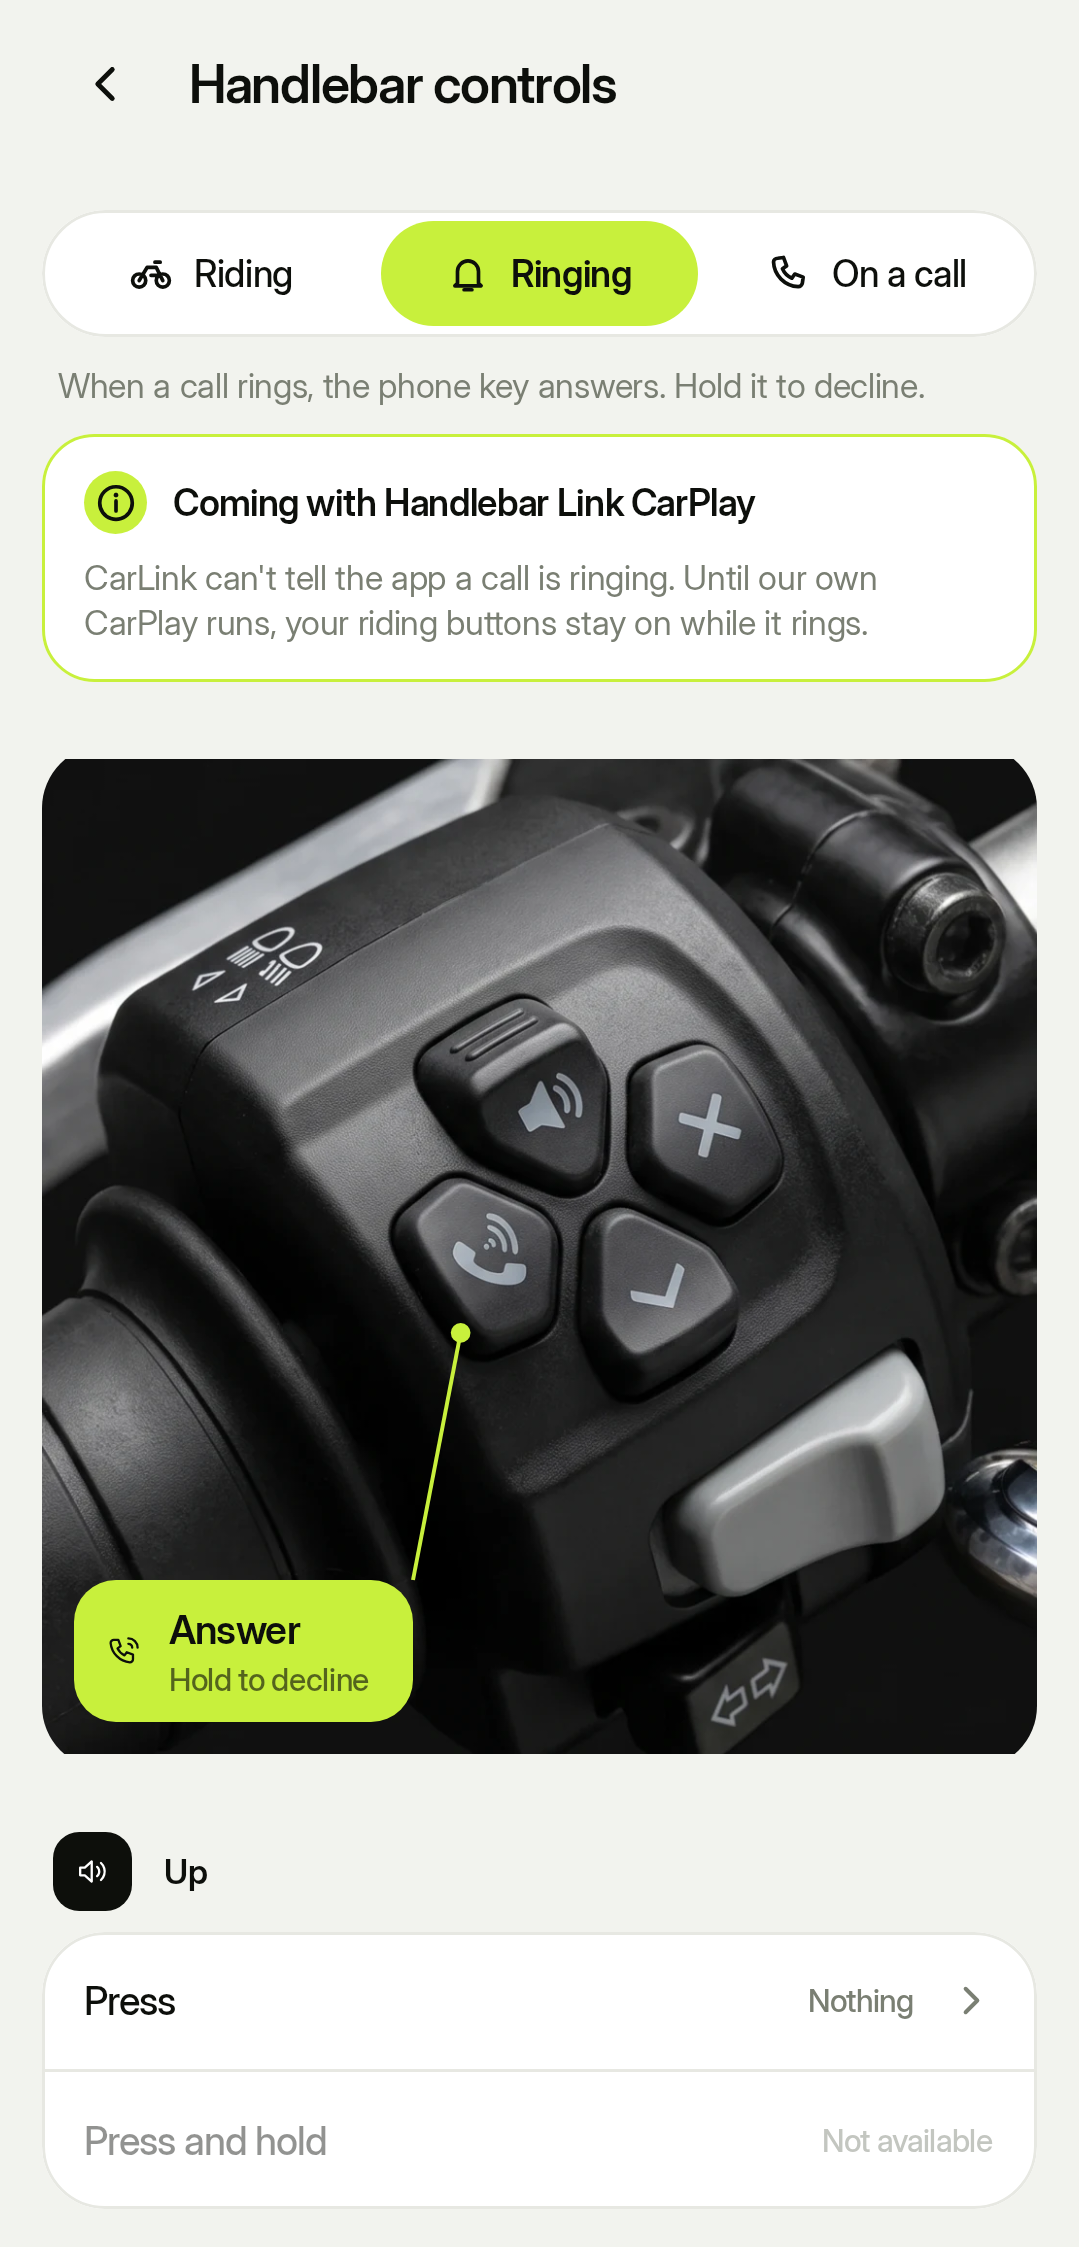 Handlebar controls
Riding
Ringing
On a call
When a call rings, the phone key answers. Hold it to decline.
Coming with Handlebar Link CarPlay
CarLink can't tell the app a call is ringing. Until our own
CarPlay runs, your riding buttons stay on while it rings.
Answer
Hold to decline
Up
Press
Nothing
Press and hold
Not available